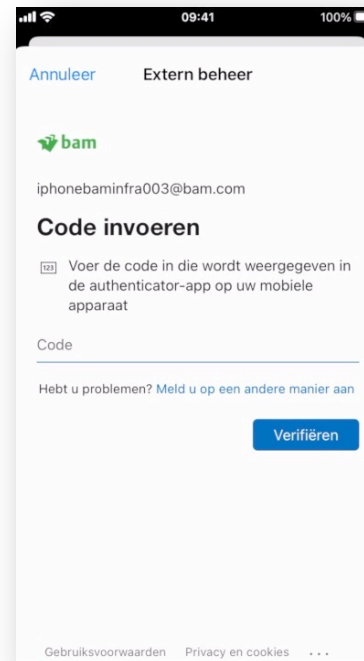 09:41
100%
Annuleer
Extern beheer
bam
iphonebaminfra003@bam.com
Code invoeren
123
Voer de code in die wordt weergegeven in
de authenticator-app op uw mobiele
apparaat
Code
Hebt u problemen? Meld u op een andere manier aan
Verifiëren
Gebruiksvoorwaarden
Privacy en cookies
...